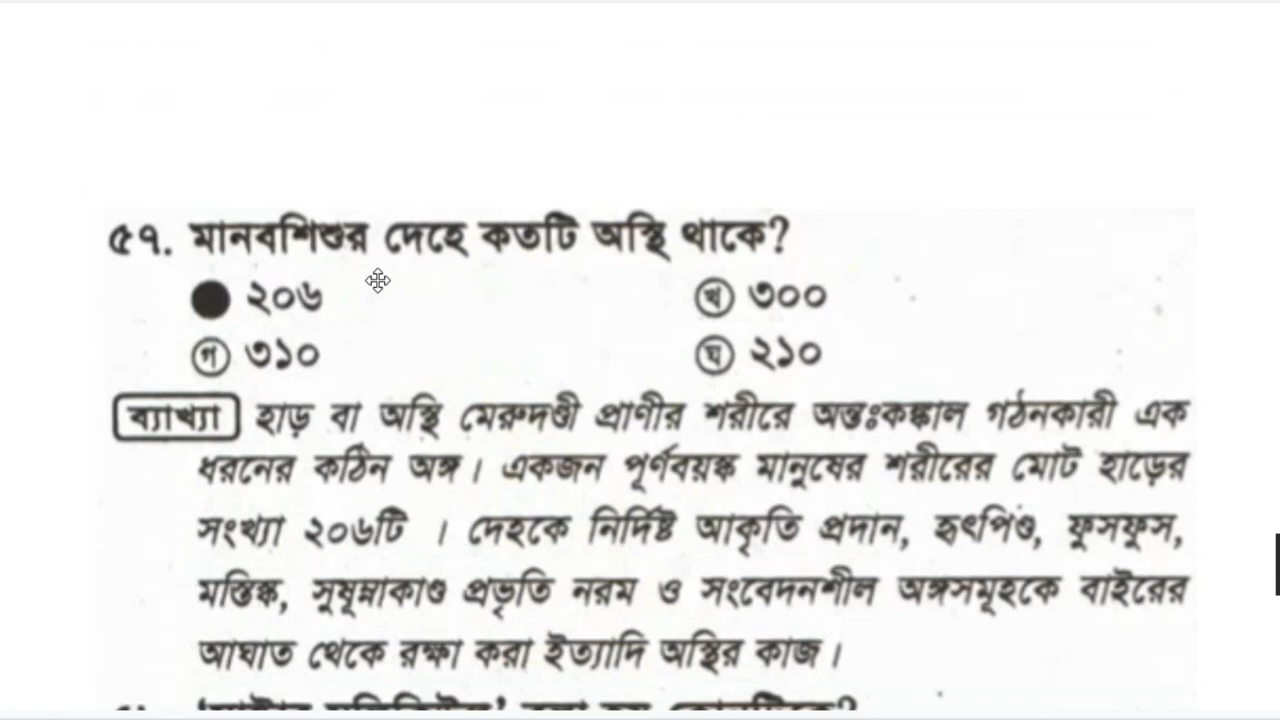 ৫৭. মানবশিশুর দেহে কতটি অস্থি থাকে?
● ২০৬ খ ৩০০
গ ৩১০ ঘ ২১০
ব্যাখ্যা হাড় বা অস্থি মেরুদণ্ডী প্রাণীর শরীরে অন্তঃকঙ্কাল গঠনকারী এক
ধরনের কঠিন অঙ্গ। একজন পূর্ণবয়স্ক মানুষের শরীরের মোট হাড়ের
সংখ্যা ২০৬টি । দেহকে নির্দিষ্ট আকৃতি প্রদান, হৃৎপিণ্ড, ফুসফুস,
মস্তিষ্ক, সুষুম্নাকাণ্ড প্রভৃতি নরম ও সংবেদনশীল অঙ্গসমূহকে বাইরের
আঘাত থেকে রক্ষা করা ইত্যাদি অস্থির কাজ।